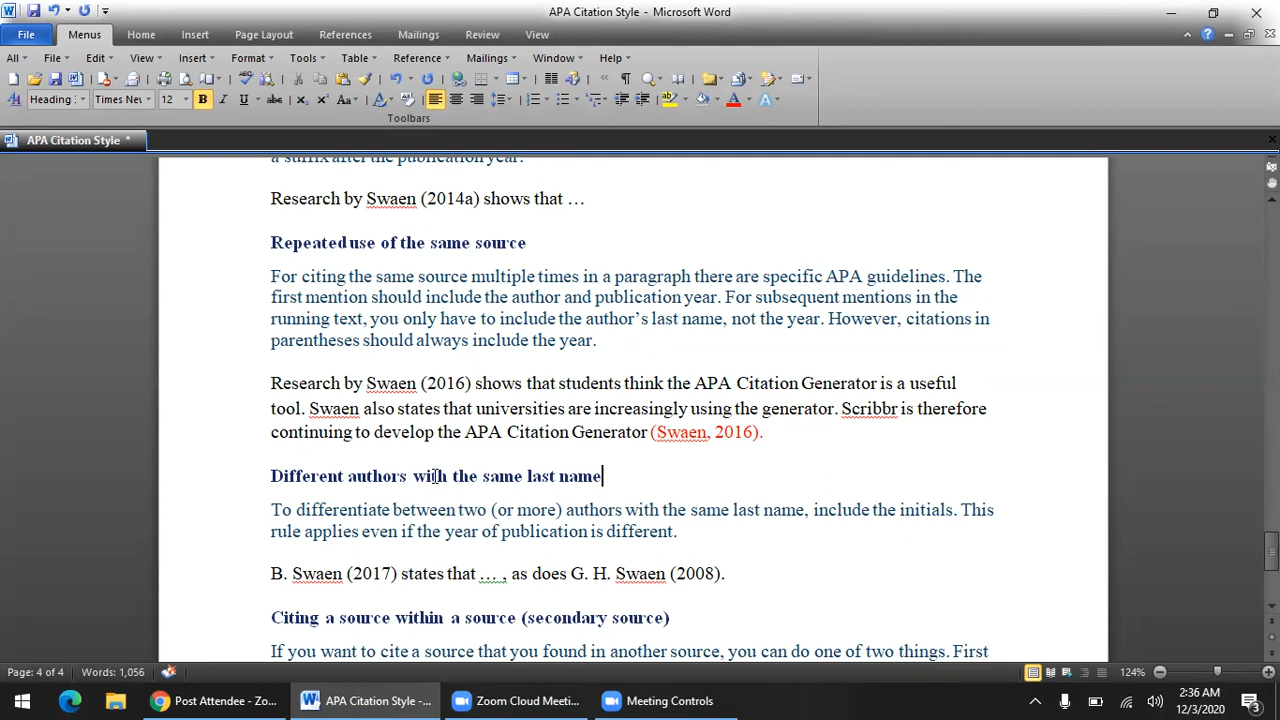 APA Citation Style - Microsoft Word
File Menus Home Insert Page Layout References Mailings Review View
All File Edit View Insert Format Tools Table Reference Mailings Window Help
Heading Times New 12 B I U abc X₂ X² Aa
Toolbars
APA Citation Style *
a suffix after the publication year.
Research by Swaen (2014a) shows that …
Repeated use of the same source
For citing the same source multiple times in a paragraph there are specific APA guidelines. The
first mention should include the author and publication year. For subsequent mentions in the
running text, you only have to include the author’s last name, not the year. However, citations in
parentheses should always include the year.
Research by Swaen (2016) shows that students think the APA Citation Generator is a useful
tool. Swaen also states that universities are increasingly using the generator. Scribbr is therefore
continuing to develop the APA Citation Generator (Swaen, 2016).
Different authors with the same last name
To differentiate between two (or more) authors with the same last name, include the initials. This
rule applies even if the year of publication is different.
B. Swaen (2017) states that … , as does G. H. Swaen (2008).
Citing a source within a source (secondary source)
If you want to cite a source that you found in another source, you can do one of two things. First
Page: 4 of 4 Words: 1,056 124%
Post Attendee - Zo... APA Citation Style -... Zoom Cloud Meetin... Meeting Controls 2:36 AM
12/3/2020 3